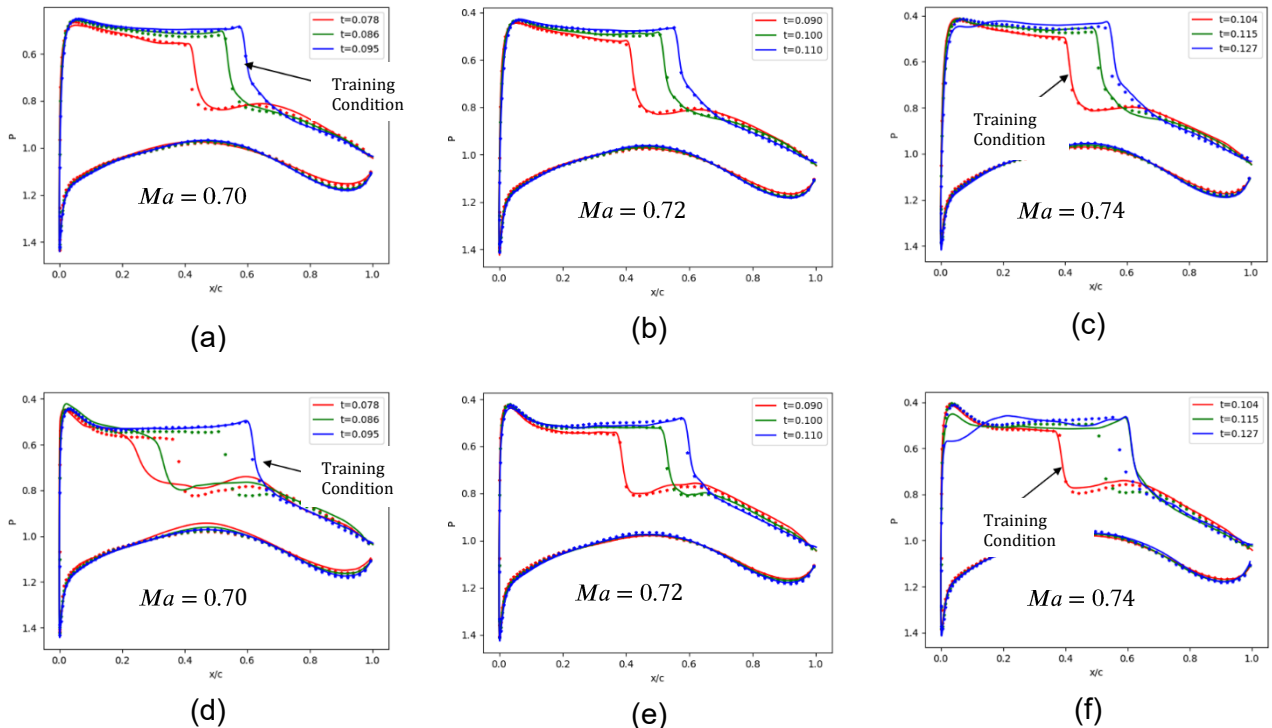 0.4
0.6
0.8
1.0
1.2
1.4
P
t=0.078
t=0.086
t=0.095
Training
Condition
Ma = 0.70
0.0 0.2 0.4 0.6 0.8 1.0
x/c
(a)
0.4
0.6
0.8
1.0
1.2
1.4
P
t=0.090
t=0.100
t=0.110
Ma = 0.72
0.0 0.2 0.4 0.6 0.8 1.0
x/c
(b)
0.4
0.6
0.8
1.0
1.2
1.4
P
t=0.104
t=0.115
t=0.127
Training
Condition
Ma = 0.74
0.0 0.2 0.4 0.6 0.8 1.0
x/c
(c)
0.4
0.6
0.8
1.0
1.2
1.4
P
t=0.078
t=0.086
t=0.095
Training
Condition
Ma = 0.70
0.0 0.2 0.4 0.6 0.8 1.0
x/c
(d)
0.4
0.6
0.8
1.0
1.2
1.4
P
t=0.090
t=0.100
t=0.110
Ma = 0.72
0.0 0.2 0.4 0.6 0.8 1.0
x/c
(e)
0.4
0.6
0.8
1.0
1.2
1.4
P
t=0.104
t=0.115
t=0.127
Training
Condition
Ma = 0.74
0.0 0.2 0.4 0.6 0.8 1.0
x/c
(f)